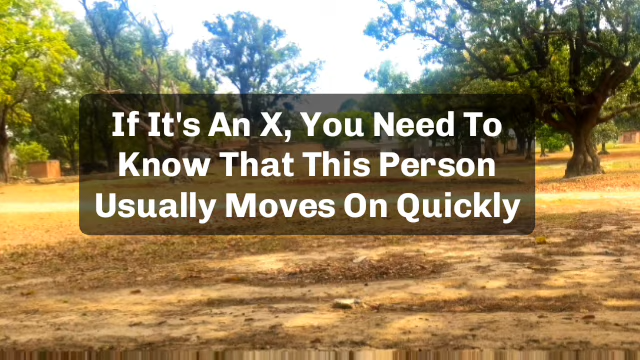 If It's An X, You Need To
Know That This Person
Usually Moves On Quickly